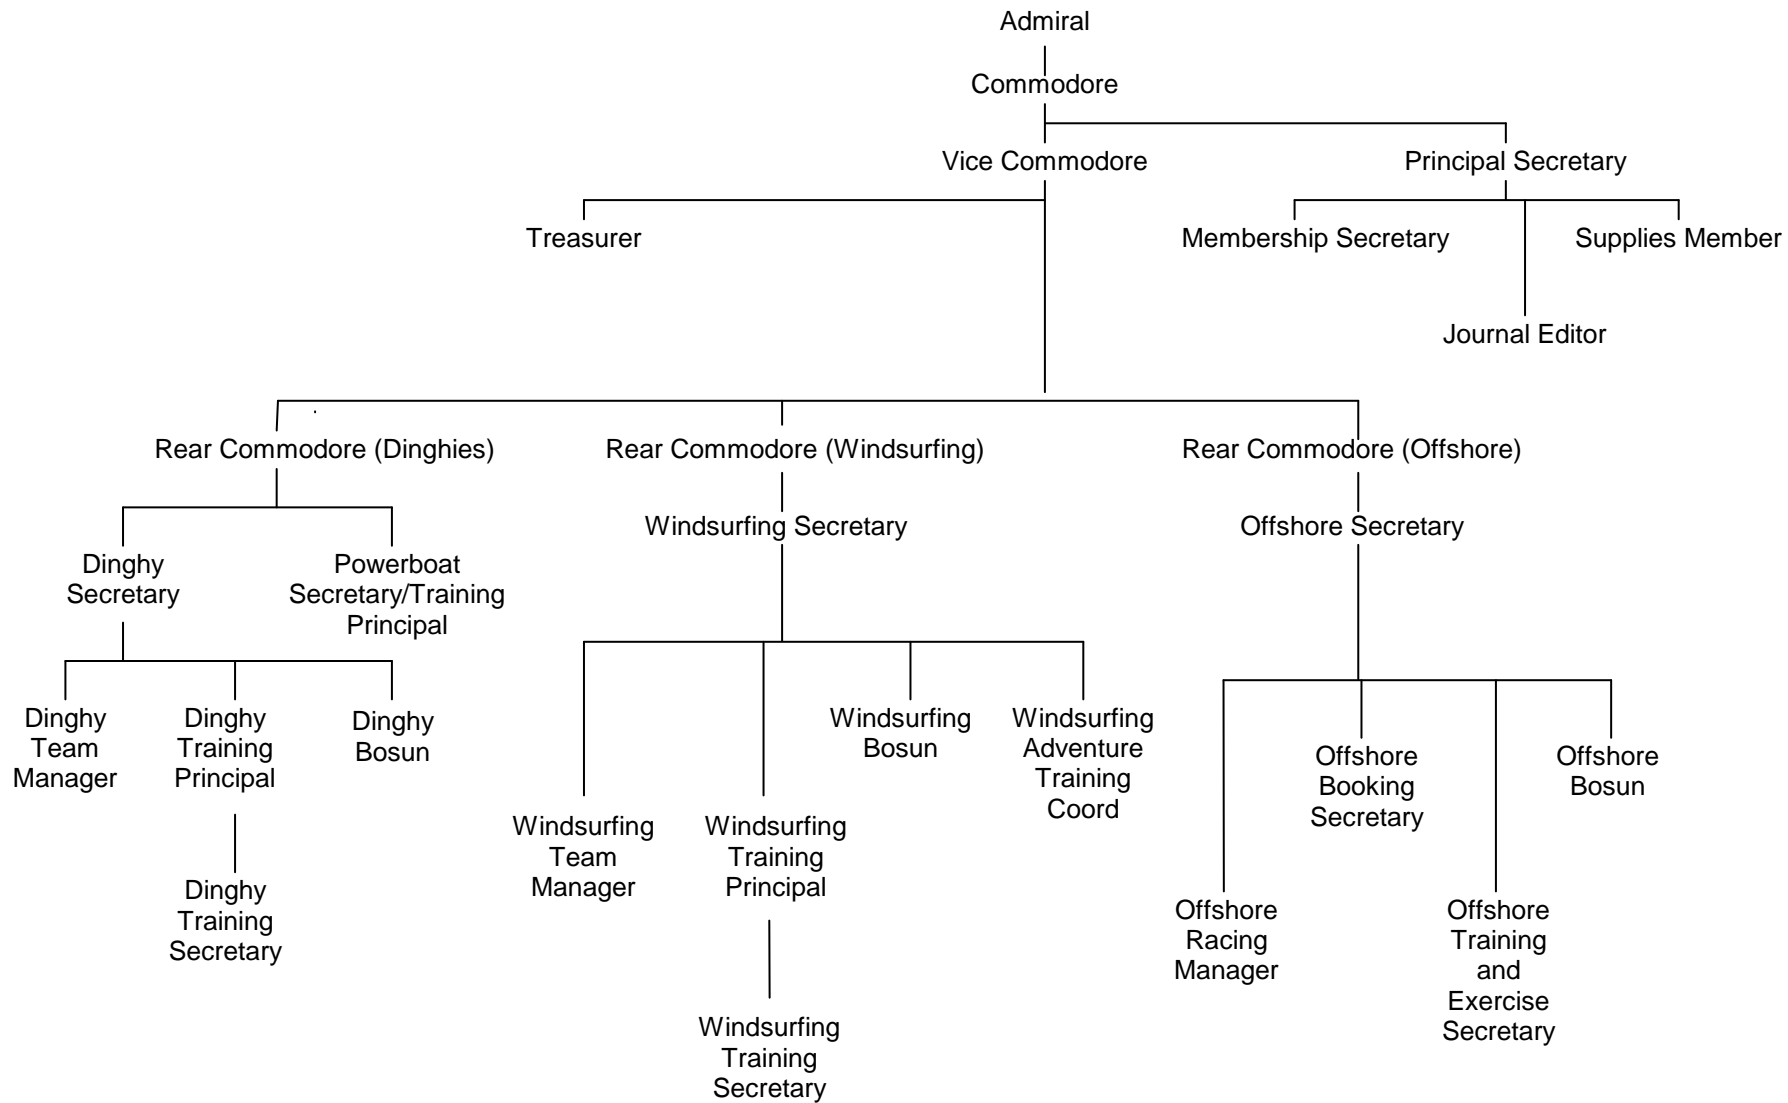 Admiral
Commodore
Vice Commodore
Principal Secretary
Treasurer
Membership Secretary
Supplies Member
Journal Editor
Rear Commodore (Dinghies)
Rear Commodore (Windsurfing)
Rear Commodore (Offshore)
Windsurfing Secretary
Offshore Secretary
Dinghy
Secretary
Powerboat
Secretary/Training
Principal
Dinghy
Team
Manager
Dinghy
Training
Principal
Dinghy
Bosun
Windsurfing
Bosun
Windsurfing
Adventure
Training
Coord
Offshore
Booking
Secretary
Offshore
Bosun
Windsurfing
Team
Manager
Windsurfing
Training
Principal
Dinghy
Training
Secretary
Offshore
Racing
Manager
Offshore
Training
and
Exercise
Secretary
Windsurfing
Training
Secretary